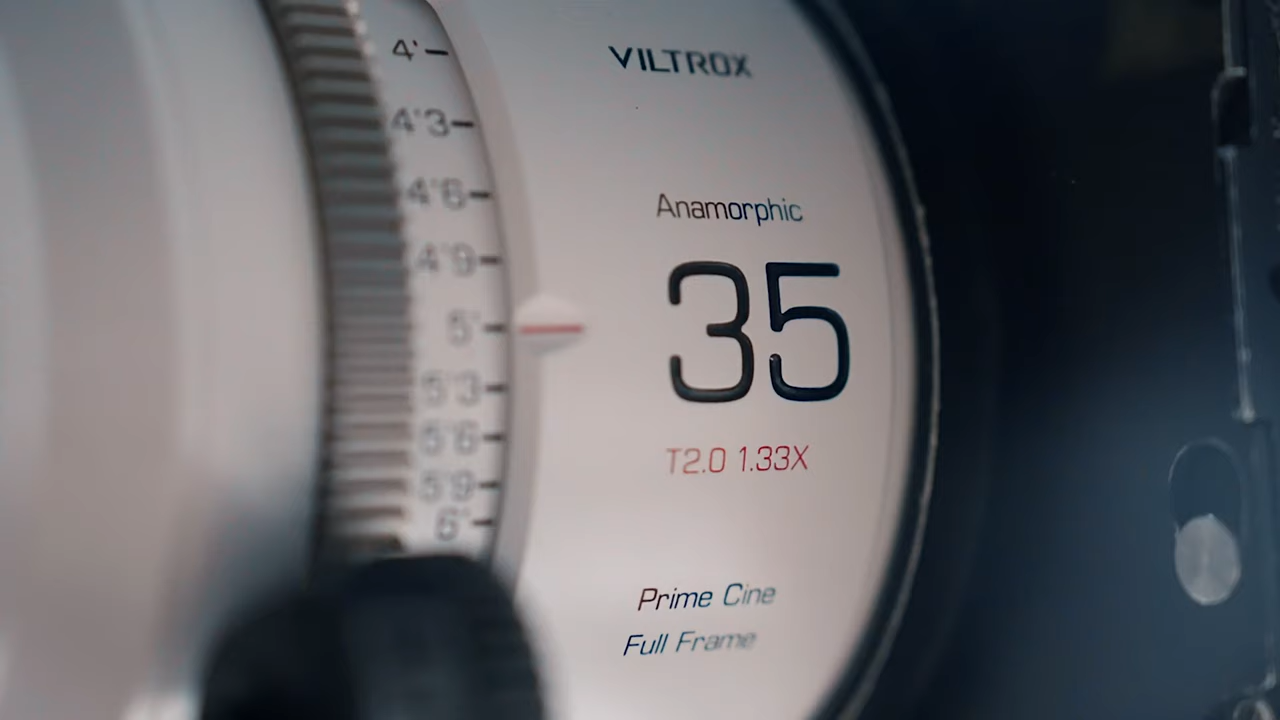 4'
4'3
4'6
4'9
5'
5'3
5'6
5'9
6'
VILTROX
Anamorphic
35
T2.0 1.33X
Prime Cine
Full Frame